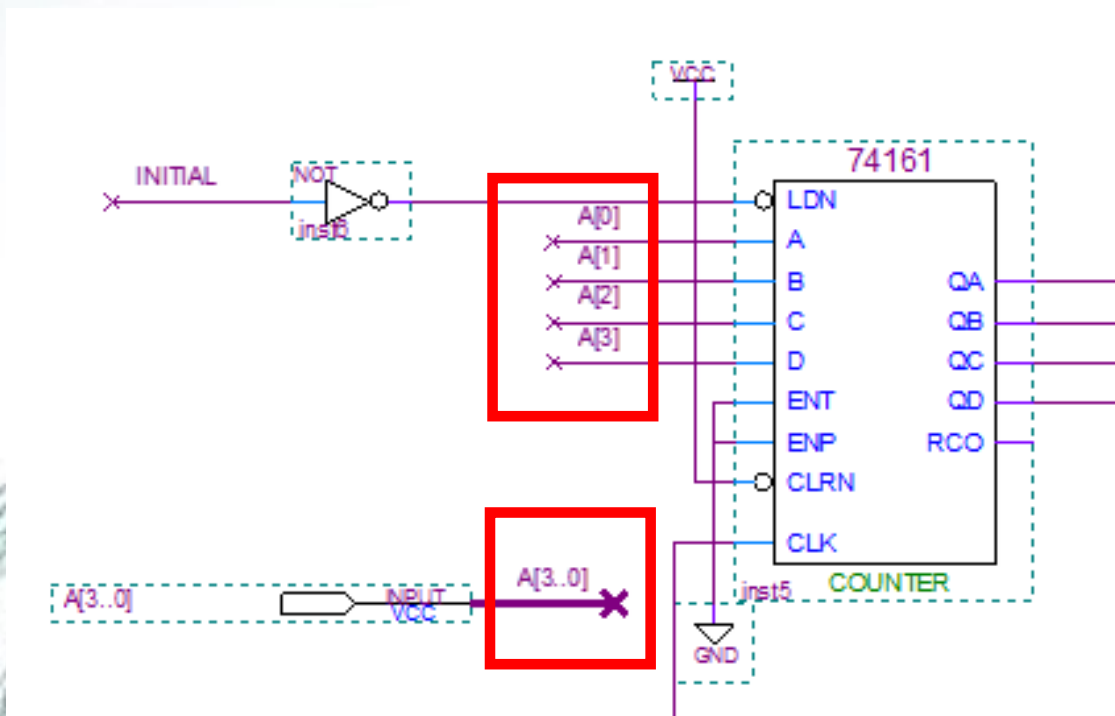 VCC
74161
INITIAL
NOT
inst6
LDN
A[0]
A
A[1]
B
QA
A[2]
C
QB
A[3]
D
QC
ENT
QD
ENP
RCO
CLRN
CLK
COUNTER
inst5
A[3..0]
INPUT
VCC
A[3..0]
GND